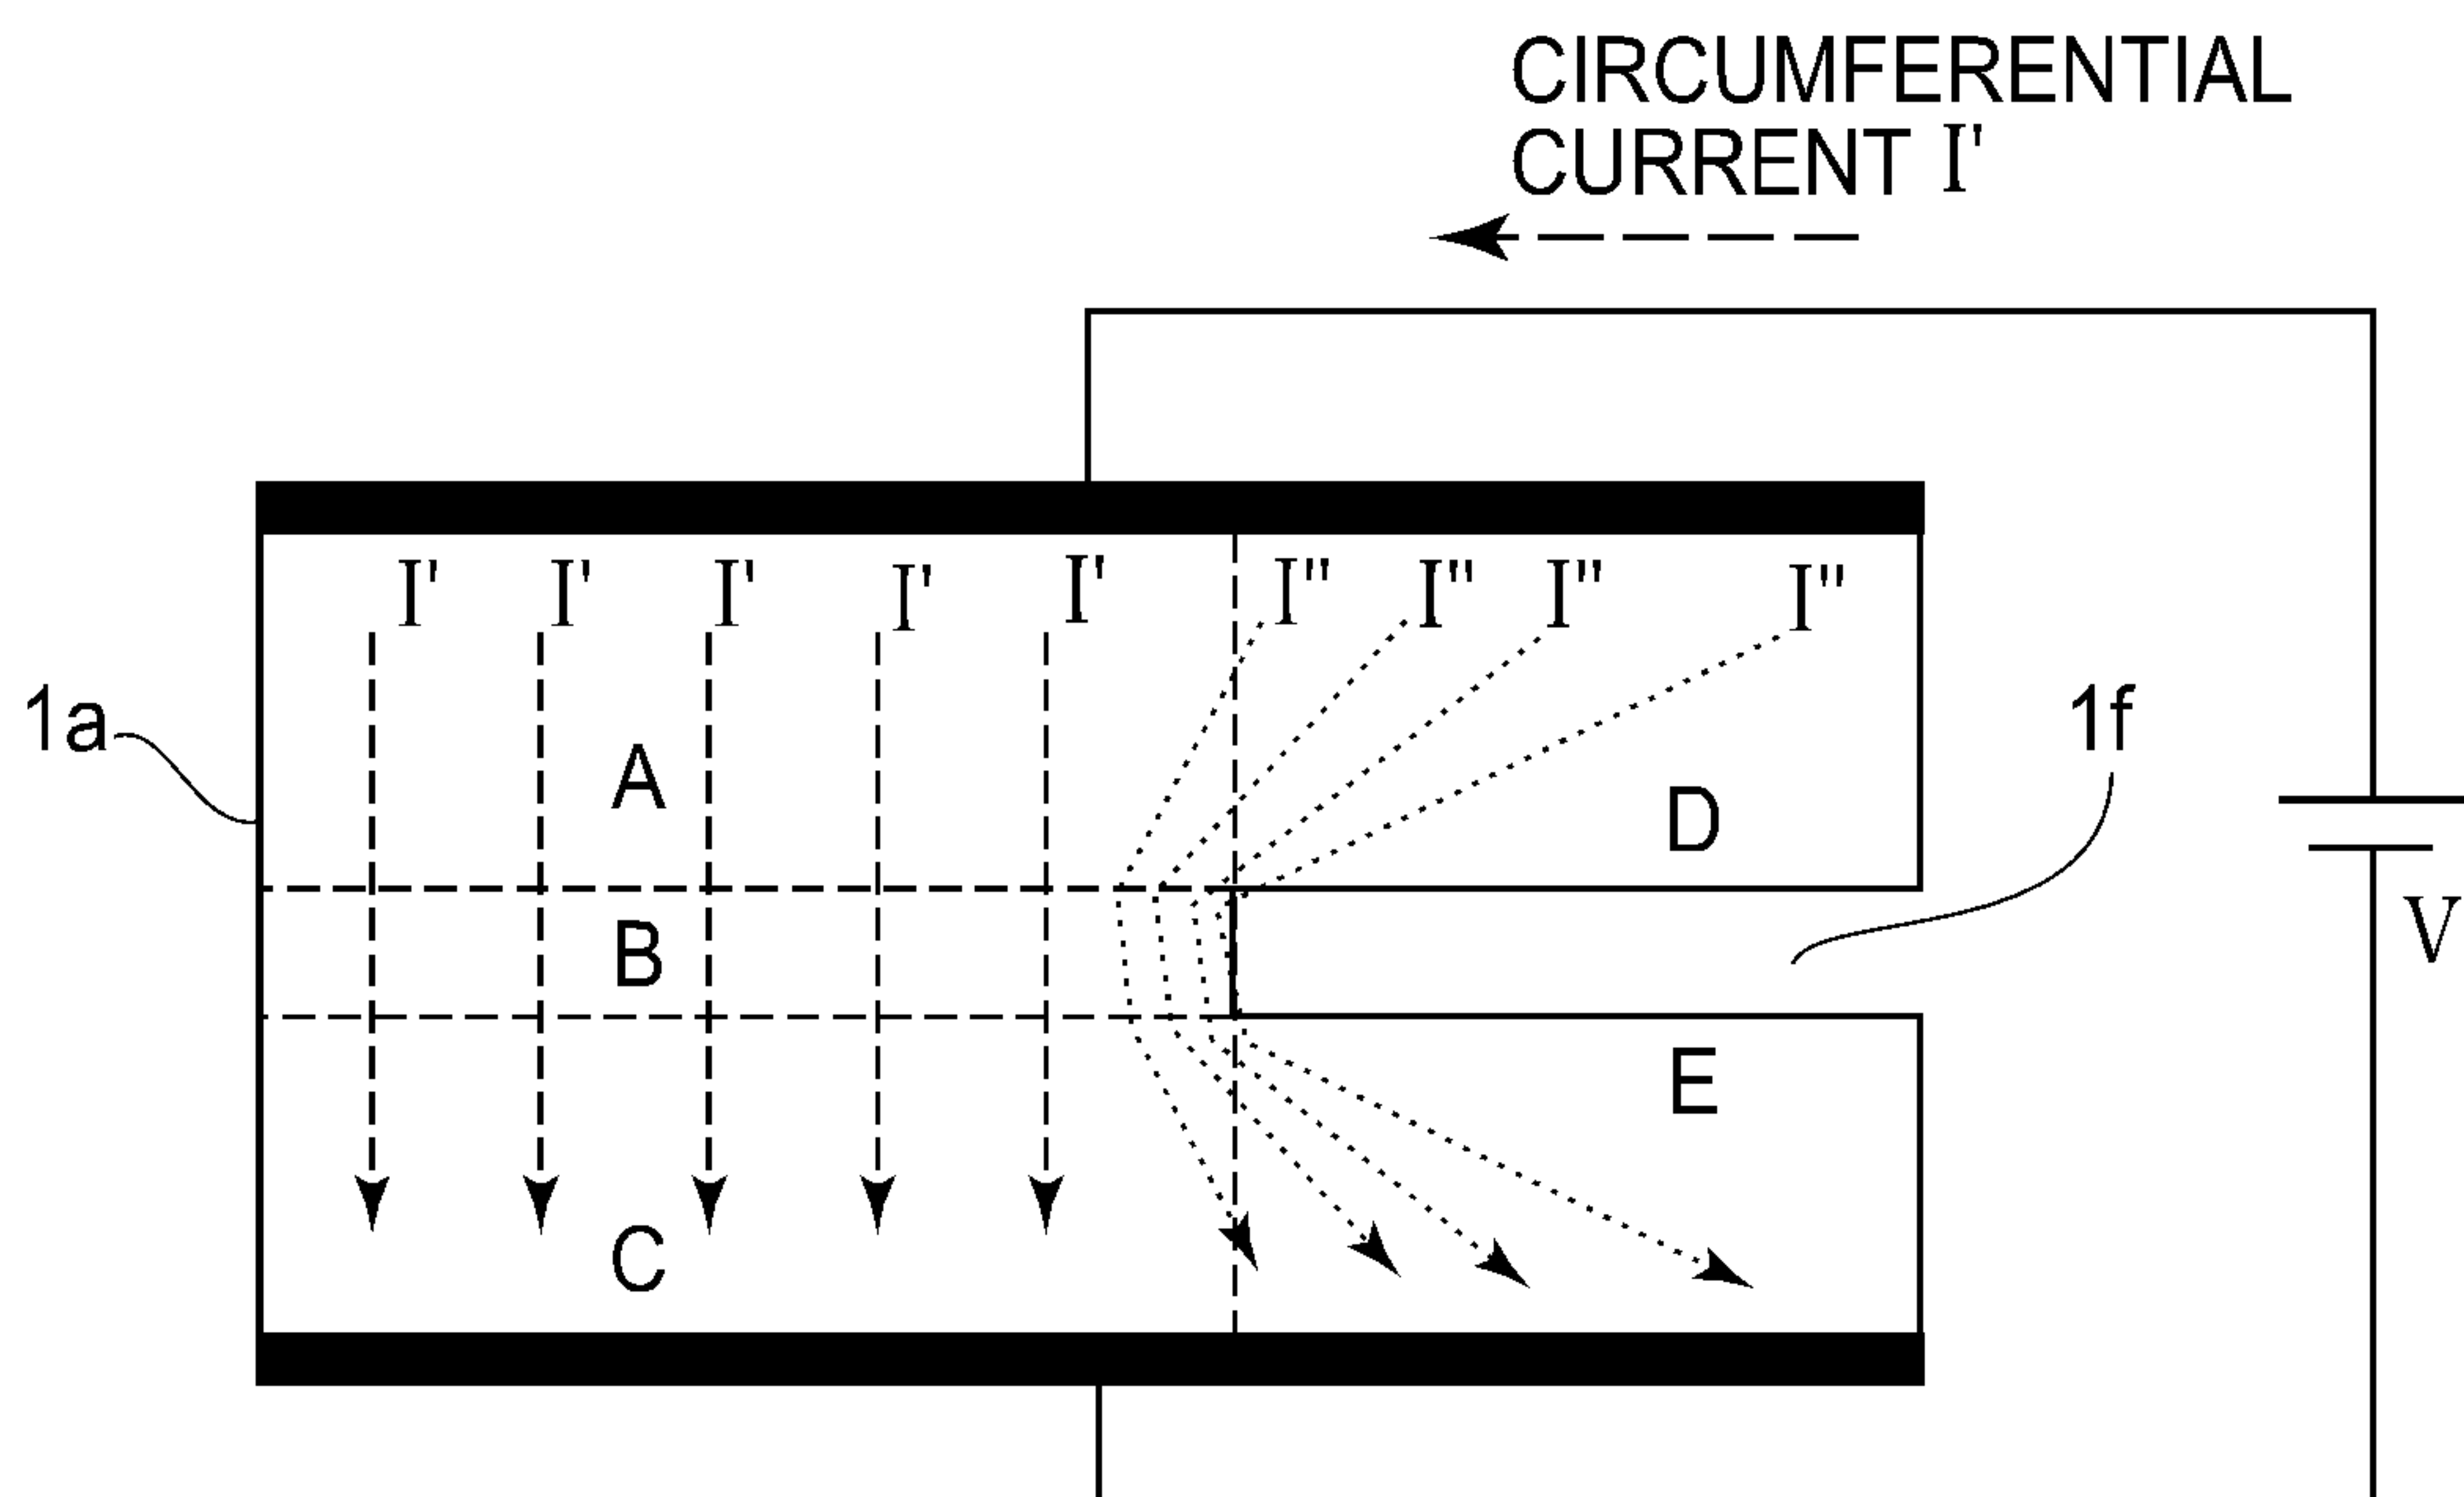 CIRCUMFERENTIAL
CURRENT I'
I' I' I' I' I' I" I" I" I"
1a
1f
A
D
B
V
E
C